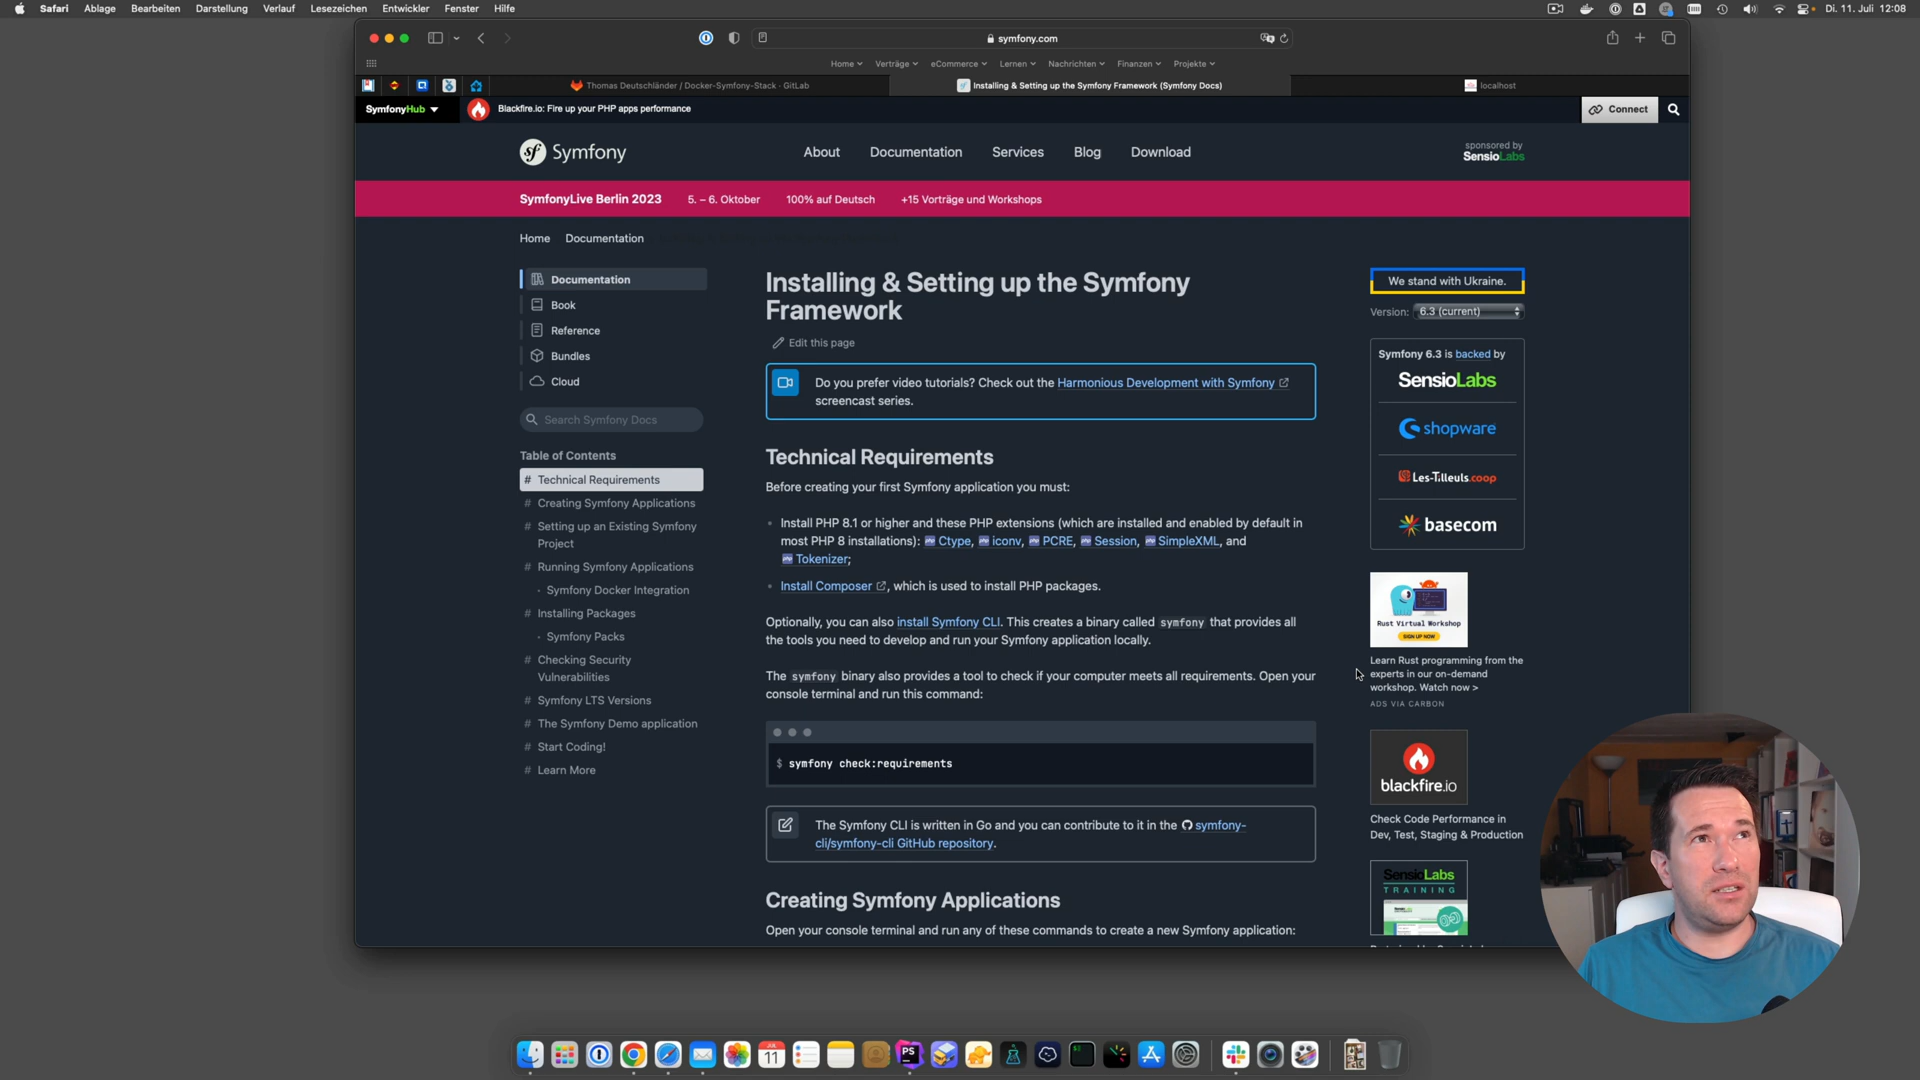 Safari Ablage Bearbeiten Darstellung Verlauf Lesezeichen Entwickler Fenster Hilfe Di. 11. Juli 12:08
symfony.com
Home Verträge eCommerce Lernen Nachrichten Finanzen Projekte
Thomas Deutschländer / Docker-Symfony-Stack · GitLab
Installing & Setting up the Symfony Framework (Symfony Docs)
localhost
SymfonyHub
Blackfire.io: Fire up your PHP apps performance
Connect
Symfony
About Documentation Services Blog Download
sponsored by
SensioLabs
SymfonyLive Berlin 2023 5. – 6. Oktober 100% auf Deutsch +15 Vorträge und Workshops
Home Documentation
Documentation
Book
Reference
Bundles
Cloud
Search Symfony Docs
Table of Contents
# Technical Requirements
# Creating Symfony Applications
# Setting up an Existing Symfony
Project
# Running Symfony Applications
· Symfony Docker Integration
# Installing Packages
· Symfony Packs
# Checking Security
Vulnerabilities
# Symfony LTS Versions
# The Symfony Demo application
# Start Coding!
# Learn More
Installing & Setting up the Symfony
Framework
Edit this page
Do you prefer video tutorials? Check out the Harmonious Development with Symfony
screencast series.
Technical Requirements
Before creating your first Symfony application you must:
Install PHP 8.1 or higher and these PHP extensions (which are installed and enabled by default in
most PHP 8 installations): Ctype, iconv, PCRE, Session, SimpleXML, and
Tokenizer;
Install Composer, which is used to install PHP packages.
Optionally, you can also install Symfony CLI. This creates a binary called symfony that provides all
the tools you need to develop and run your Symfony application locally.
The symfony binary also provides a tool to check if your computer meets all requirements. Open your
console terminal and run this command:
$ symfony check:requirements
The Symfony CLI is written in Go and you can contribute to it in the symfony-
cli/symfony-cli GitHub repository.
Creating Symfony Applications
Open your console terminal and run any of these commands to create a new Symfony application:
We stand with Ukraine.
Version: 6.3 (current)
Symfony 6.3 is backed by
SensioLabs
shopware
Les-Tilleuls.coop
basecom
Rust Virtual Workshop
SIGN UP NOW
Learn Rust programming from the
experts in our on-demand
workshop. Watch now >
ADS VIA CARBON
blackfire.io
Check Code Performance in
Dev, Test, Staging & Production
SensioLabs
TRAINING
JUL
11
PS